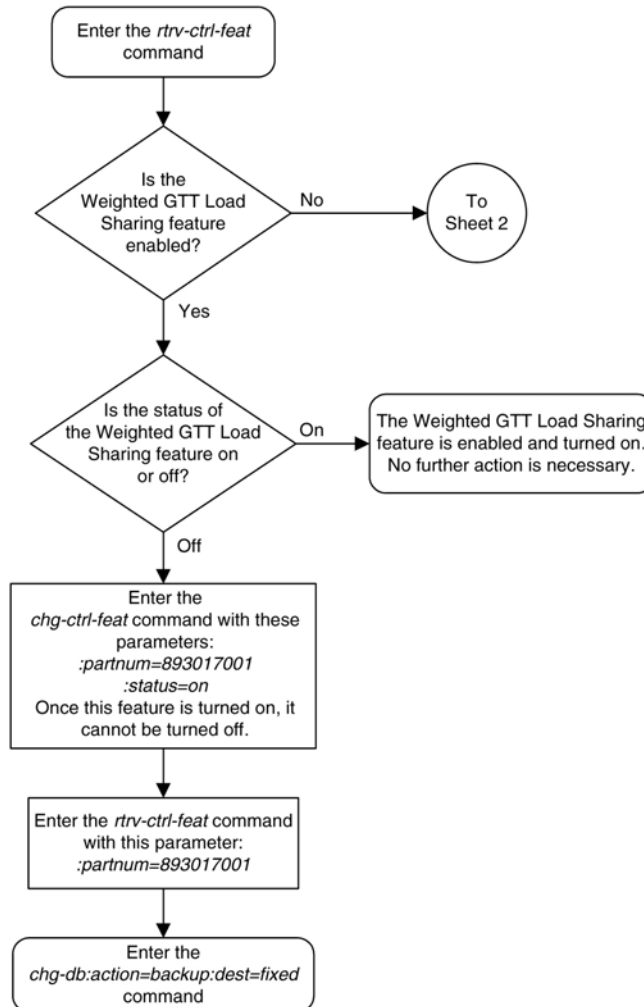 Enter the rtrv-ctrl-feat
command
Is the
Weighted GTT Load
Sharing feature
enabled?
No
To
Sheet 2
Yes
Is the status of
the Weighted GTT Load
Sharing feature on
or off?
On
The Weighted GTT Load Sharing
feature is enabled and turned on.
No further action is necessary.
Off
Enter the
chg-ctrl-feat command with these
parameters:
:partnum=893017001
:status=on
Once this feature is turned on, it
cannot be turned off.
Enter the rtrv-ctrl-feat command
with this parameter:
:partnum=893017001
Enter the
chg-db:action=backup:dest=fixed
command